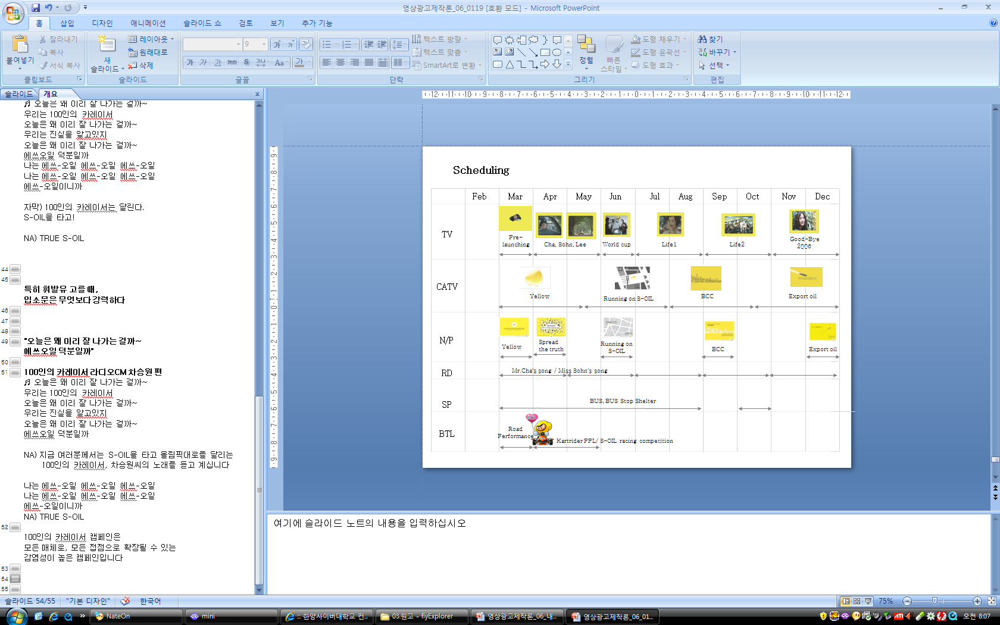 영상광고제작론_06_0119 [호환 모드] - Microsoft PowerPoint
홈 삽입 디자인 애니메이션 슬라이드 쇼 검토 보기 추가 기능
붙여넣기
잘라내기
복사
서식 복사
클립보드
새 슬라이드
레이아웃
원래대로
삭제
슬라이드
9
글꼴
텍스트 방향
텍스트 맞춤
SmartArt로 변환
단락
정렬
빠른 스타일
도형 채우기
도형 윤곽선
도형 효과
그리기
찾기
바꾸기
선택
편집
슬라이드 개요
♬ 오늘은 왜 이리 잘 나가는 걸까~
우리는 100인의 카레이서
오늘은 왜 이리 잘 나가는 걸까~
우리는 진실을 알고있지
오늘은 왜 이리 잘 나가는 걸까~
에쓰오일 덕분일까
나는 에쓰-오일 에쓰-오일 에쓰-오일
나는 에쓰-오일 에쓰-오일 에쓰-오일
에쓰-오일이니까
자막) 100인의 카레이서는 달린다.
S-OIL을 타고!
NA) TRUE S-OIL
44
45
특히 휘발유 고를 때,
입소문은 무엇보다 강력하다
46
47
48
49 "오늘은 왜 이리 잘 나가는 걸까~
에쓰오일 덕분일까"
50
51 100인의 카레이서 라디오CM 차승원 편
♬ 오늘은 왜 이리 잘 나가는 걸까~
우리는 100인의 카레이서
오늘은 왜 이리 잘 나가는 걸까~
우리는 진실을 알고있지
오늘은 왜 이리 잘 나가는 걸까~
에쓰오일 덕분일까
NA) 지금 여러분께서는 S-OIL을 타고 올림픽대로를 달리는
100인의 카레이서, 차승원씨의 노래를 듣고 계십니다
나는 에쓰-오일 에쓰-오일 에쓰-오일
나는 에쓰-오일 에쓰-오일 에쓰-오일
에쓰-오일이니까
NA) TRUE S-OIL
52
100인의 카레이서 캠페인은
모든 매체로, 모든 접점으로 확장될 수 있는
감염성이 높은 캠페인입니다
53
54
55
Scheduling
Feb Mar Apr May Jun Jul Aug Sep Oct Nov Dec
TV
Pre-launching
Cha, Sohn, Lee
World cup
Life1
Life2
Good-Bye 2006
CATV
Yellow
Running on S-OIL
BCC
Export oil
N/P
Yellow
Spread the truth
Running on S-OIL
BCC
Export oil
RD
Mr.Cha's song / Miss Sohn's song
SP
BUS, BUS Stop Shelter
BTL
Road Performance
Kartrider PPL/ S-OIL racing competition
여기에 슬라이드 노트의 내용을 입력하십시오
슬라이드 54/55 "기본 디자인" 한국어 75%
NateOn
mini
::: 한양사이버대학교 컨...
03.원고 - flyExplorer
영상광고제작론_06_내...
영상광고제작론_06_01...
오전 8:07